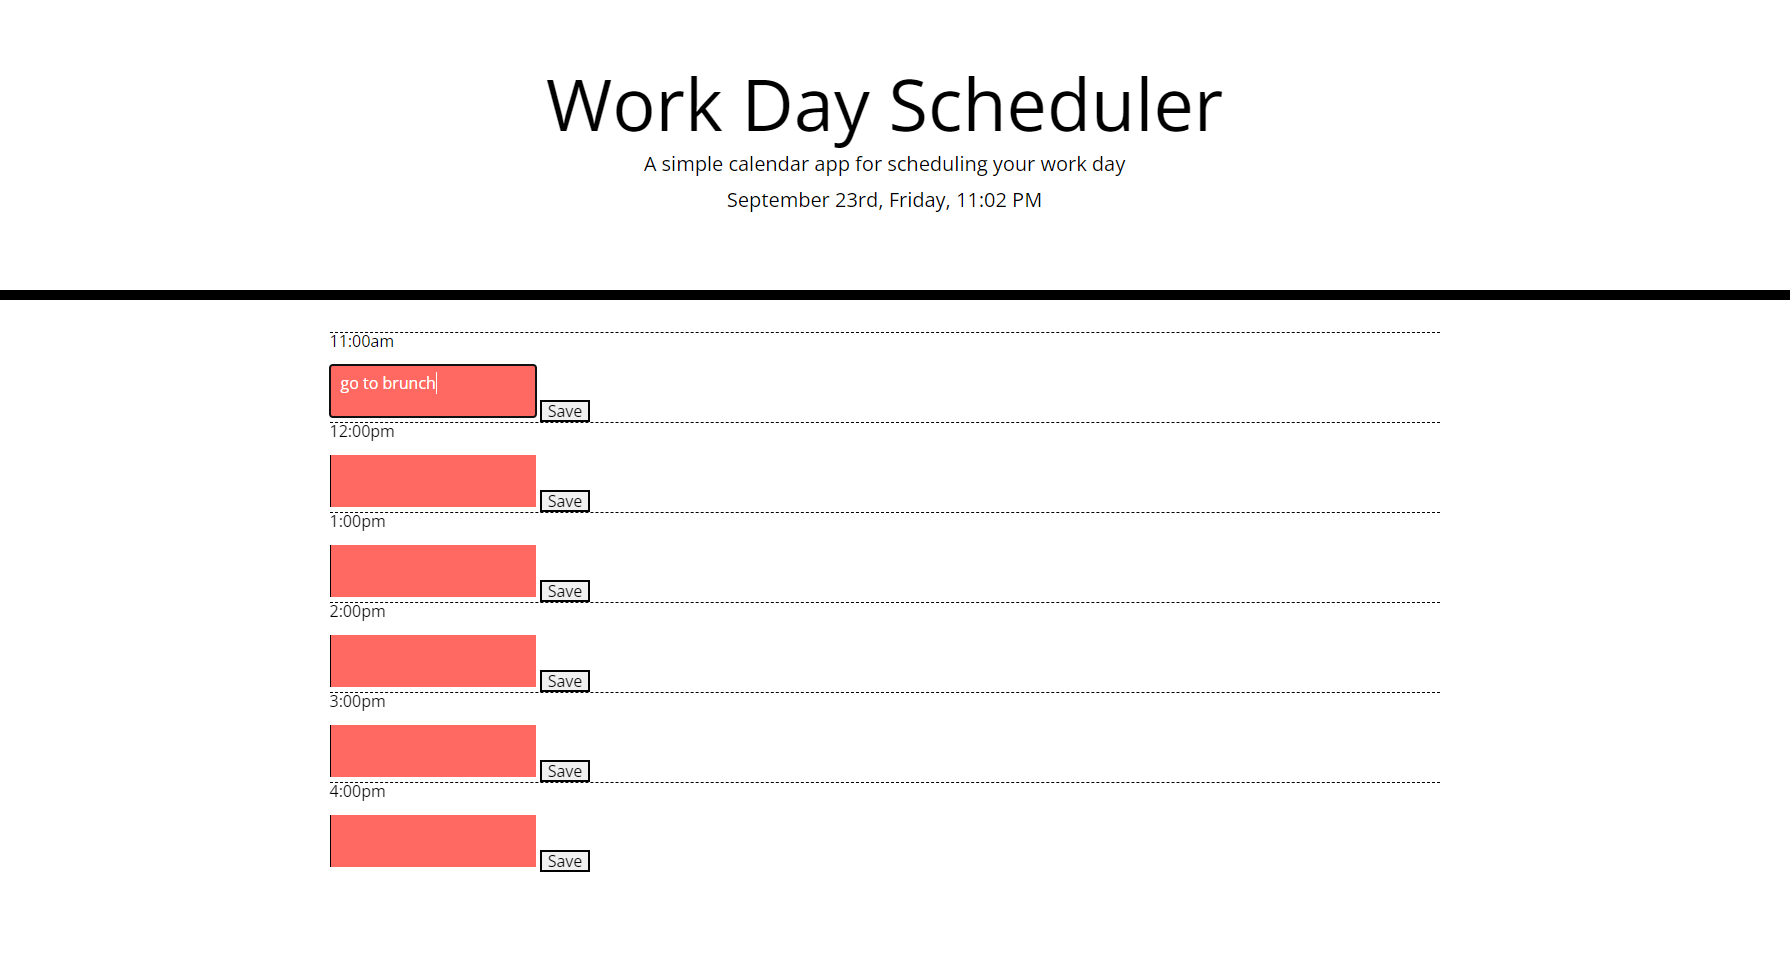 Work Day Scheduler
A simple calendar app for scheduling your work day
September 23rd, Friday, 11:02 PM
11:00am
go to brunch
Save
12:00pm
Save
1:00pm
Save
2:00pm
Save
3:00pm
Save
4:00pm
Save